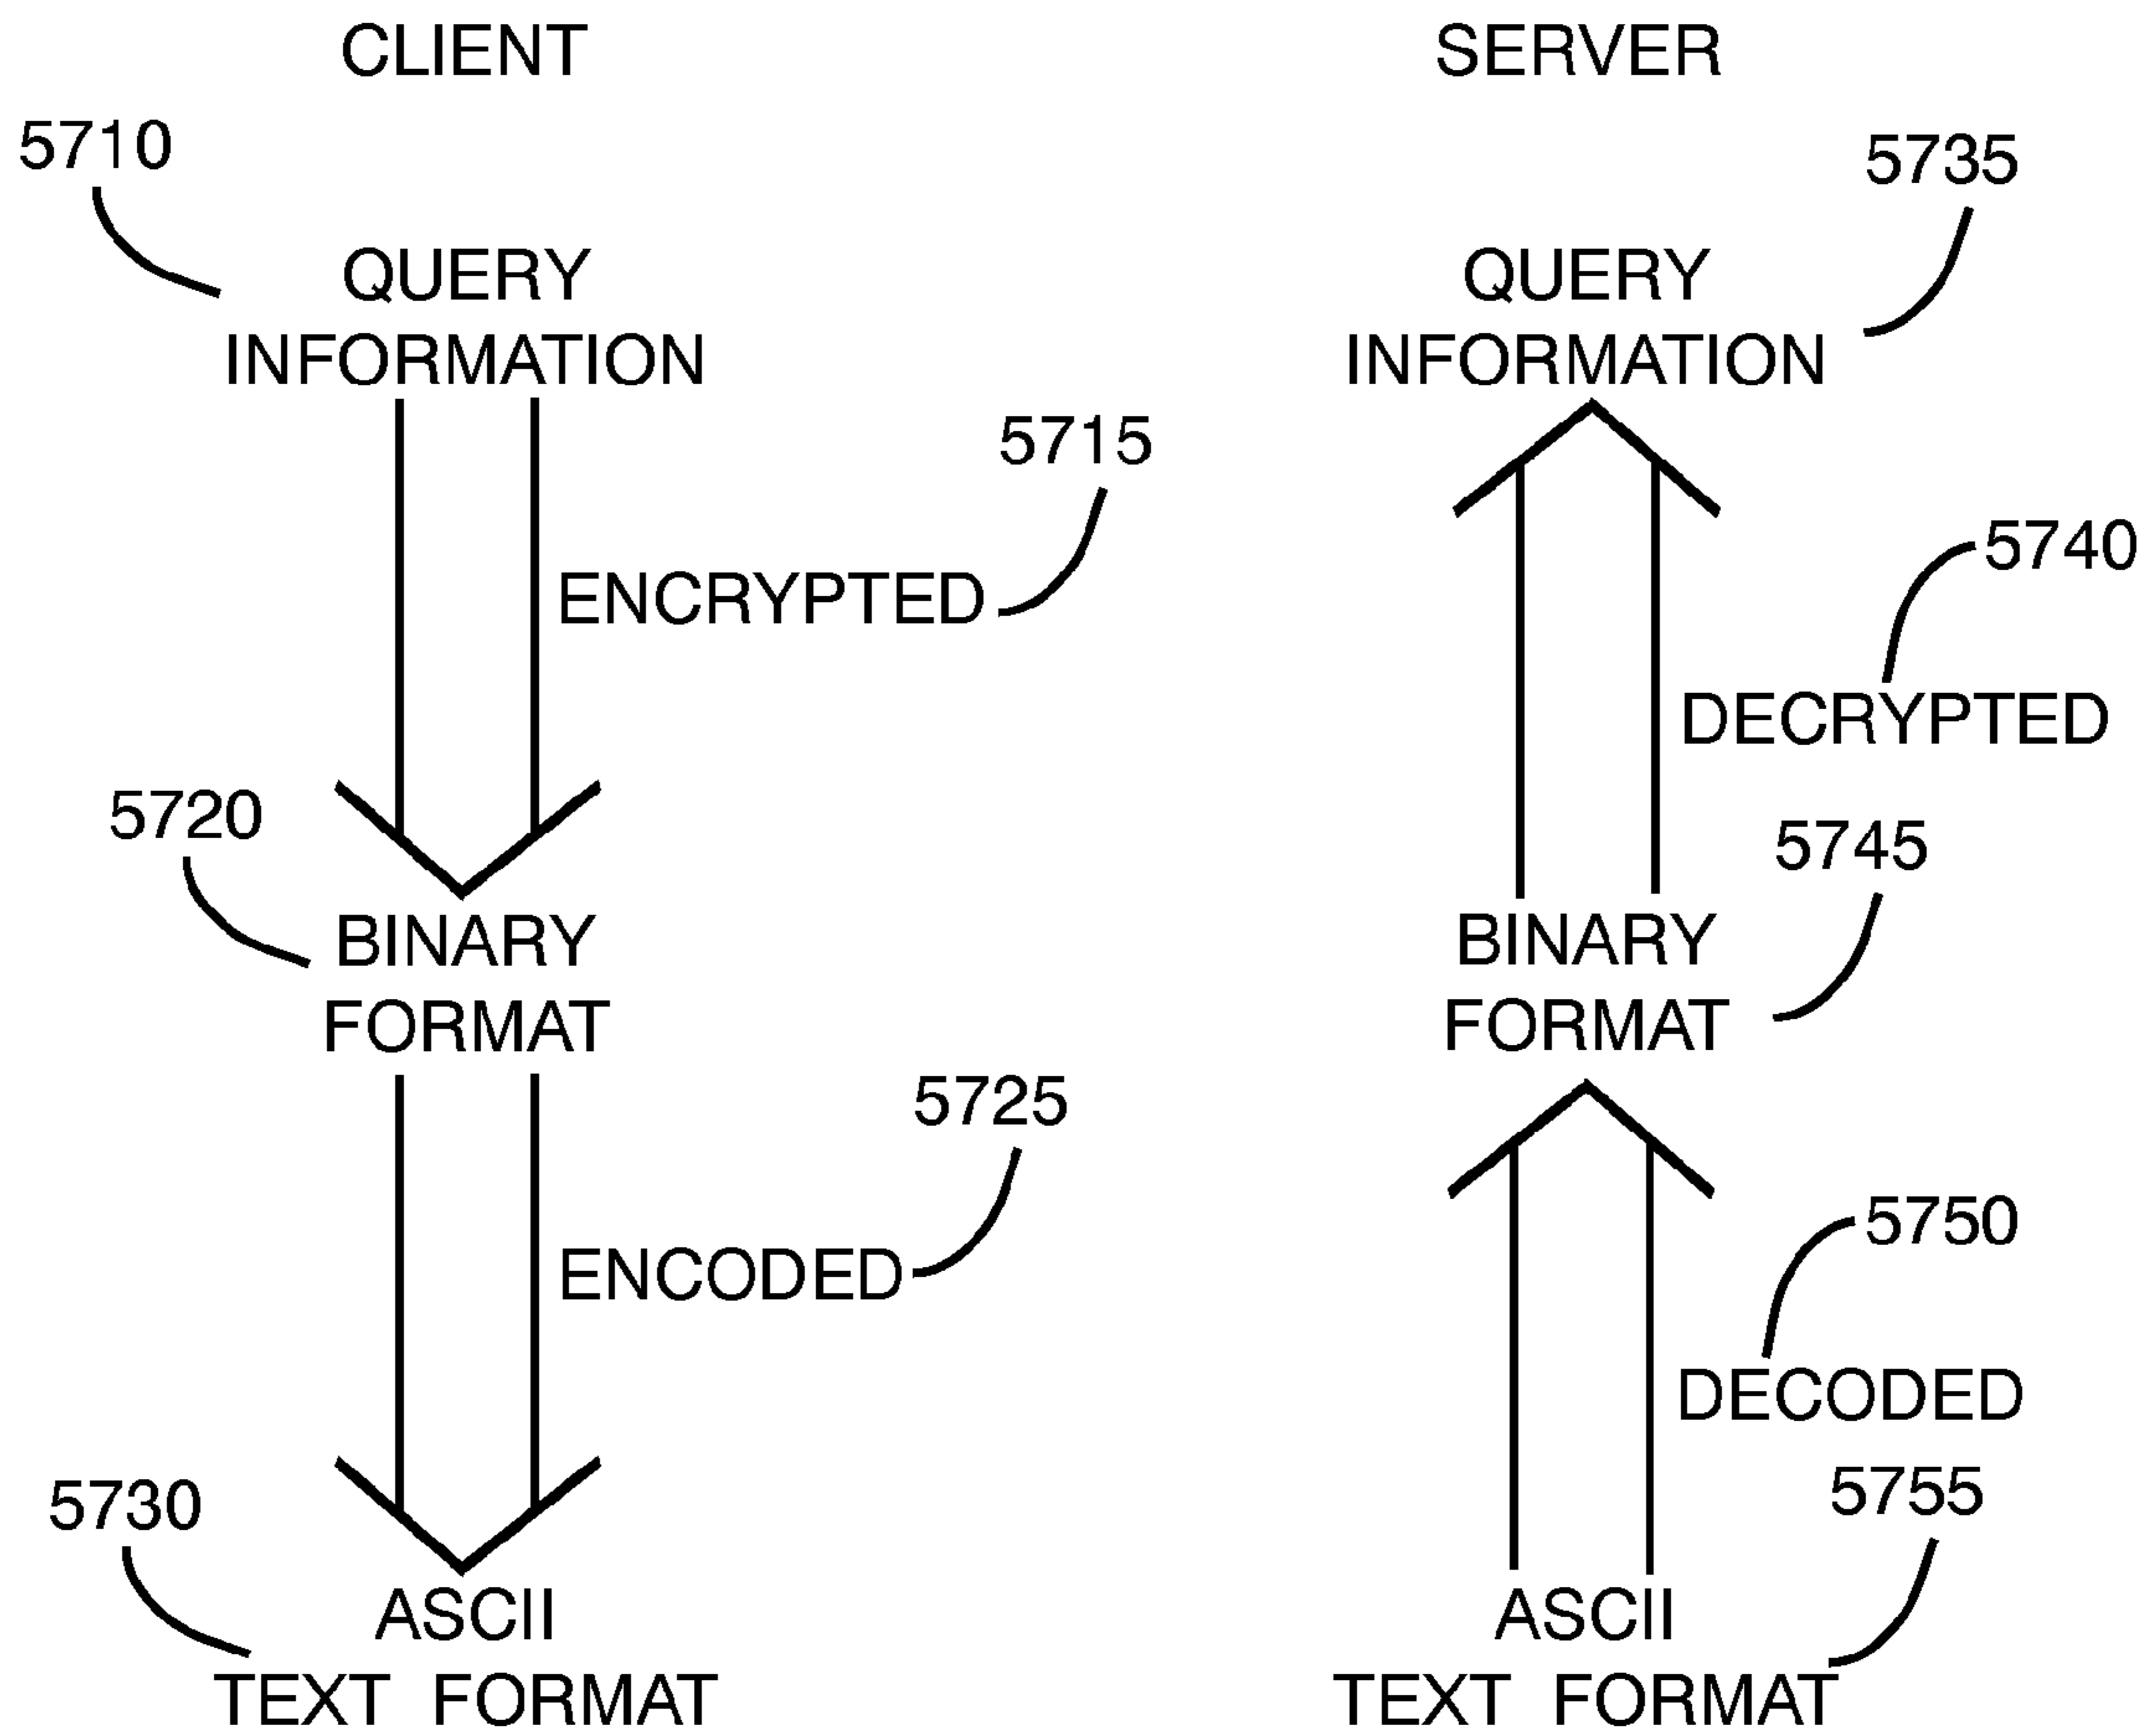 CLIENT
5710
QUERY
INFORMATION
5715
ENCRYPTED
5720
BINARY
FORMAT
5725
ENCODED
5730
ASCII
TEXT FORMAT
SERVER
5735
QUERY
INFORMATION
5740
DECRYPTED
5745
BINARY
FORMAT
5750
DECODED
5755
ASCII
TEXT FORMAT